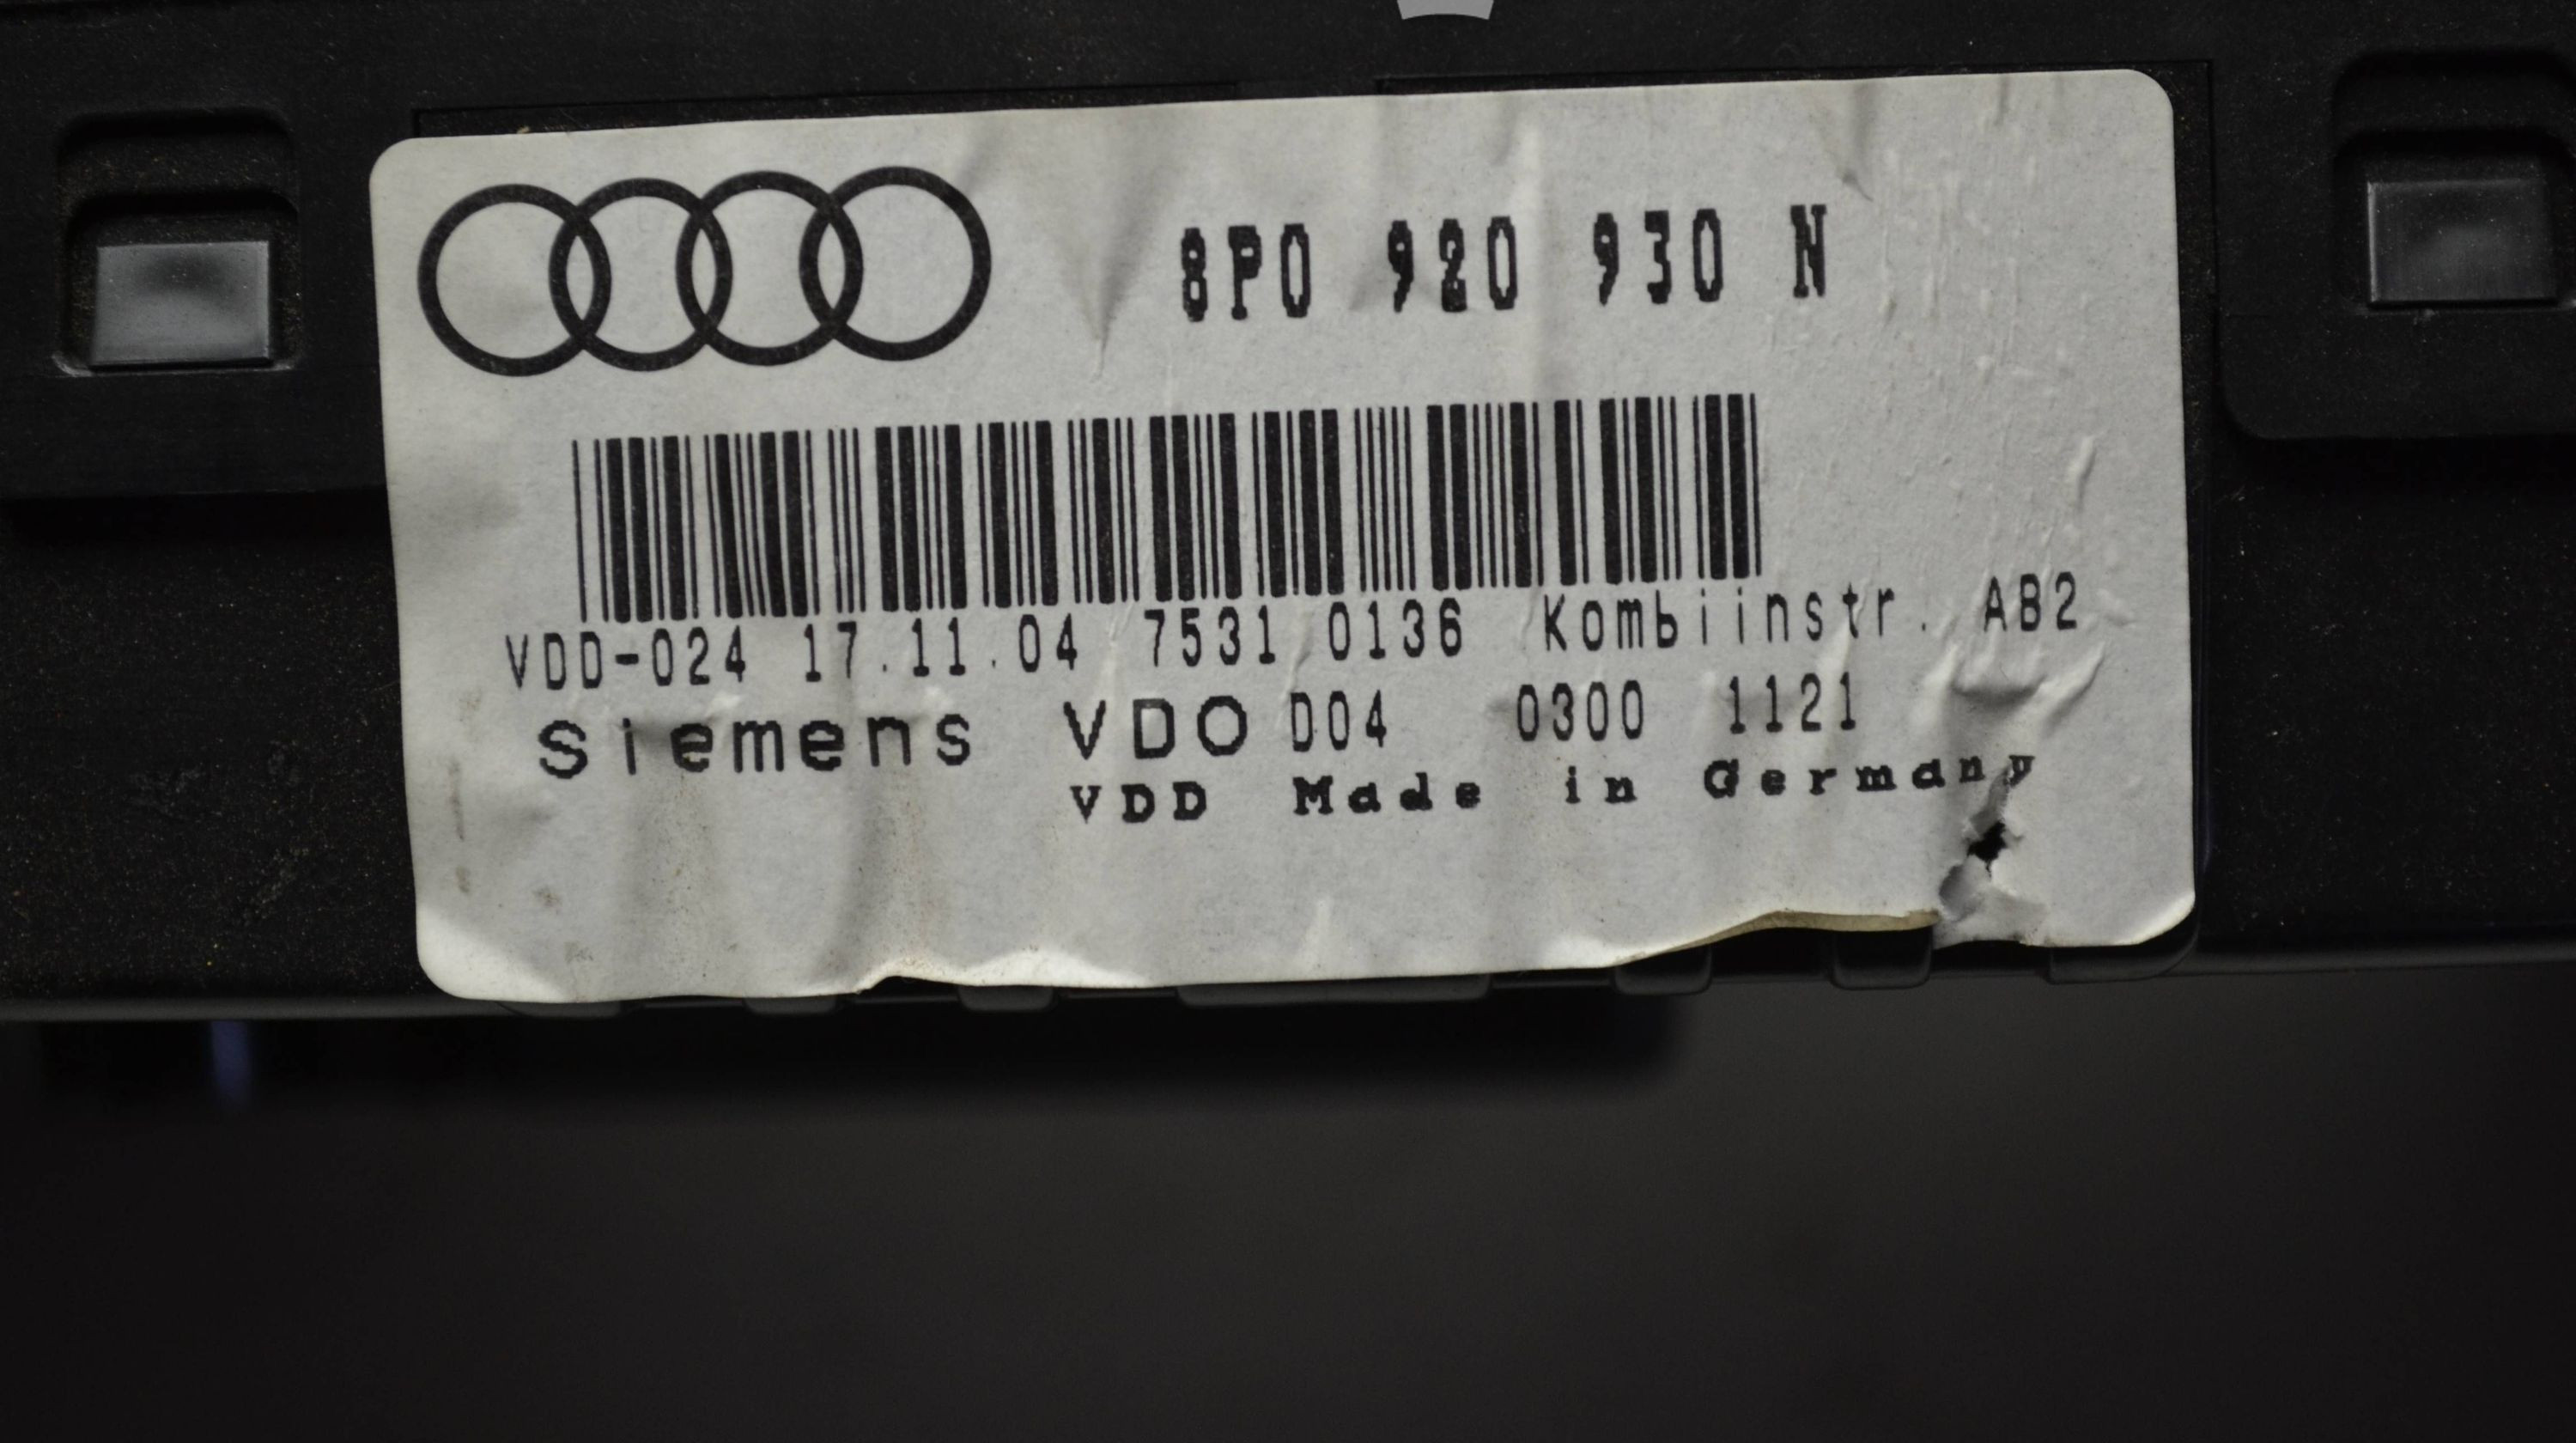 8P0 920 930 N
VDD-024 17.11.04 7531 0136 Kombiinstr. AB2
Siemens VDO D04 0300 1121
VDD Made in Germany